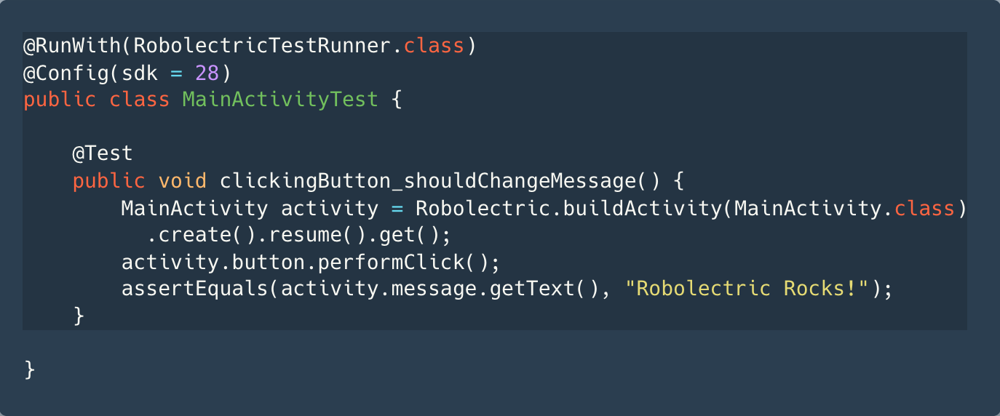 @RunWith(RobolectricTestRunner.class)
@Config(sdk = 28)
public class MainActivityTest {

    @Test
    public void clickingButton_shouldChangeMessage() {
        MainActivity activity = Robolectric.buildActivity(MainActivity.class)
          .create().resume().get();
        activity.button.performClick();
        assertEquals(activity.message.getText(), "Robolectric Rocks!");
    }

}